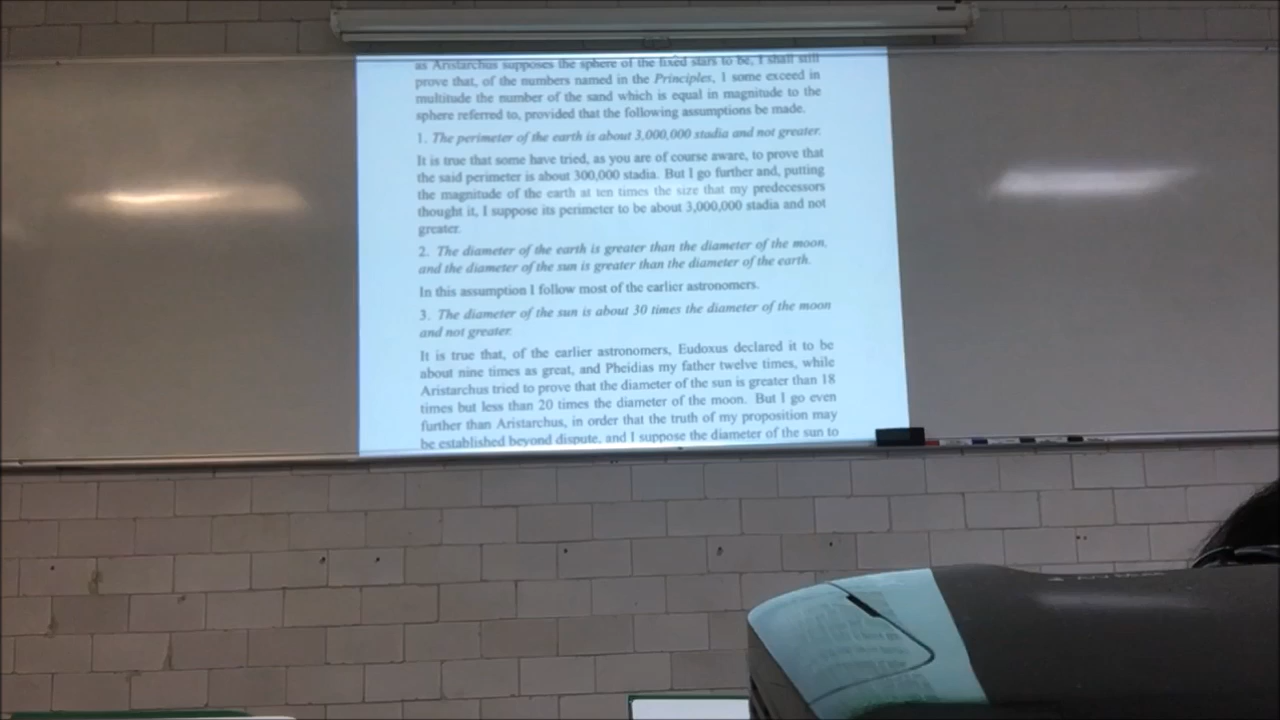 as Aristarchus supposes the sphere of the fixed stars to be, I shall still
prove that, of the numbers named in the Principles, I some exceed in
multitude the number of the sand which is equal in magnitude to the
sphere referred to, provided that the following assumptions be made.
1. The perimeter of the earth is about 3,000,000 stadia and not greater.
It is true that some have tried, as you are of course aware, to prove that
the said perimeter is about 300,000 stadia. But I go further and, putting
the magnitude of the earth at ten times the size that my predecessors
thought it, I suppose its perimeter to be about 3,000,000 stadia and not
greater.
2. The diameter of the earth is greater than the diameter of the moon,
and the diameter of the sun is greater than the diameter of the earth.
In this assumption I follow most of the earlier astronomers.
3. The diameter of the sun is about 30 times the diameter of the moon
and not greater.
It is true that, of the earlier astronomers, Eudoxus declared it to be
about nine times as great, and Pheidias my father twelve times, while
Aristarchus tried to prove that the diameter of the sun is greater than 18
times but less than 20 times the diameter of the moon. But I go even
further than Aristarchus, in order that the truth of my proposition may
be established beyond dispute, and I suppose the diameter of the sun to